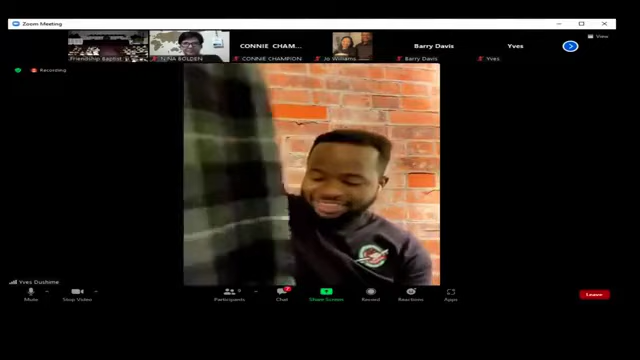 Zoom Meeting
View
CONNIE CHAM...
Barry Davis
Yves
Friendship Baptist
NINA BOLDEN
CONNIE CHAMPION
Jo Williams
Barry Davis
Yves
Recording
Yves Dushime
Mute
Stop Video
Participants
9
Chat
Share Screen
Record
Reactions
Apps
Leave